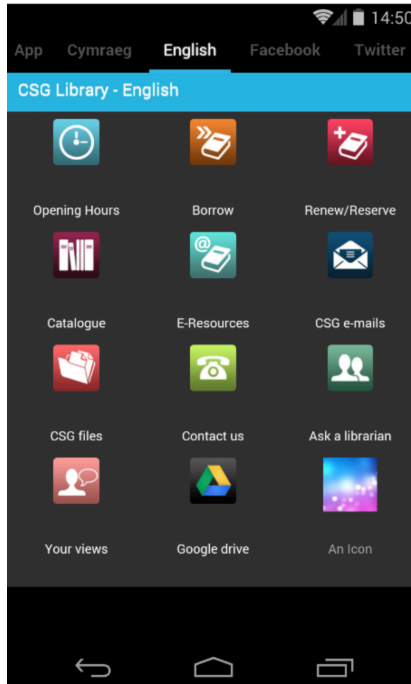 14:50
App Cymraeg English Facebook Twitter
CSG Library - English
Opening Hours Borrow Renew/Reserve
Catalogue E-Resources CSG e-mails
CSG files Contact us Ask a librarian
Your views Google drive An Icon